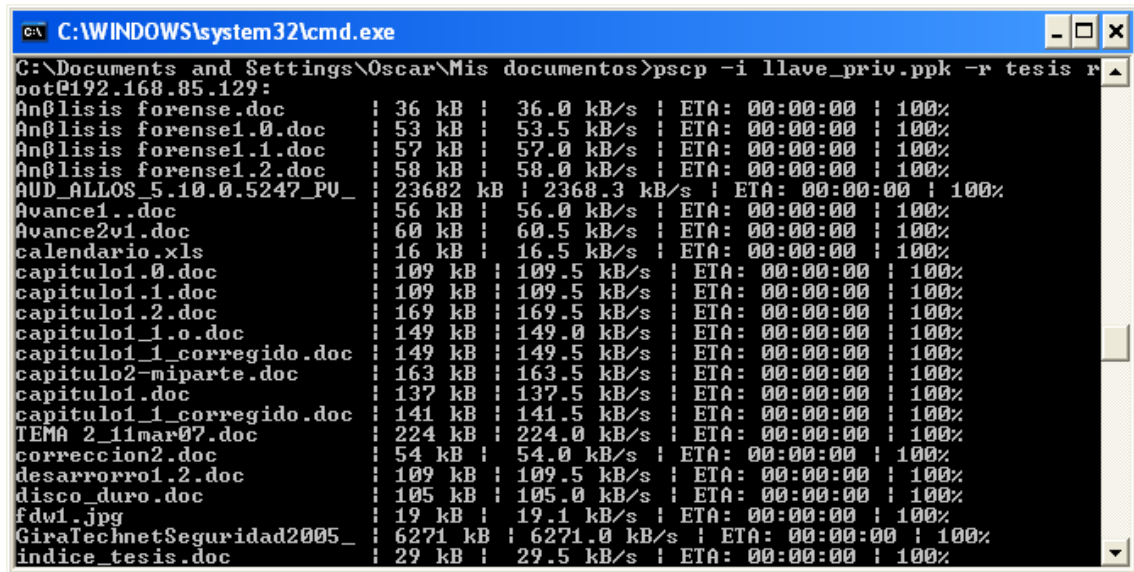 C:\WINDOWS\system32\cmd.exe
C:\Documents and Settings\Oscar\Mis documentos>pscp -i llave_priv.ppk -r tesis r
oot@192.168.85.129:
Anβlisis forense.doc | 36 kB | 36.0 kB/s | ETA: 00:00:00 | 100%
Anβlisis forense1.0.doc | 53 kB | 53.5 kB/s | ETA: 00:00:00 | 100%
Anβlisis forense1.1.doc | 57 kB | 57.0 kB/s | ETA: 00:00:00 | 100%
Anβlisis forense1.2.doc | 58 kB | 58.0 kB/s | ETA: 00:00:00 | 100%
AUD_ALLOS_5.10.0.5247_PV_ | 23682 kB | 2368.3 kB/s | ETA: 00:00:00 | 100%
Avance1..doc | 56 kB | 56.0 kB/s | ETA: 00:00:00 | 100%
Avance2v1.doc | 60 kB | 60.5 kB/s | ETA: 00:00:00 | 100%
calendario.xls | 16 kB | 16.5 kB/s | ETA: 00:00:00 | 100%
capitulo1.0.doc | 109 kB | 109.5 kB/s | ETA: 00:00:00 | 100%
capitulo1.1.doc | 109 kB | 109.5 kB/s | ETA: 00:00:00 | 100%
capitulo1.2.doc | 169 kB | 169.5 kB/s | ETA: 00:00:00 | 100%
capitulo1_1.o.doc | 149 kB | 149.0 kB/s | ETA: 00:00:00 | 100%
capitulo1_1_corregido.doc | 149 kB | 149.5 kB/s | ETA: 00:00:00 | 100%
capitulo2-miparte.doc | 163 kB | 163.5 kB/s | ETA: 00:00:00 | 100%
capitulo1.doc | 137 kB | 137.5 kB/s | ETA: 00:00:00 | 100%
capitulo1_1_corregido.doc | 141 kB | 141.5 kB/s | ETA: 00:00:00 | 100%
TEMA 2_11mar07.doc | 224 kB | 224.0 kB/s | ETA: 00:00:00 | 100%
correccion2.doc | 54 kB | 54.0 kB/s | ETA: 00:00:00 | 100%
desarrorro1.2.doc | 109 kB | 109.5 kB/s | ETA: 00:00:00 | 100%
disco_duro.doc | 105 kB | 105.0 kB/s | ETA: 00:00:00 | 100%
fdw1.jpg | 19 kB | 19.1 kB/s | ETA: 00:00:00 | 100%
GiraTechnetSeguridad2005_ | 6271 kB | 6271.0 kB/s | ETA: 00:00:00 | 100%
indice_tesis.doc | 29 kB | 29.5 kB/s | ETA: 00:00:00 | 100%